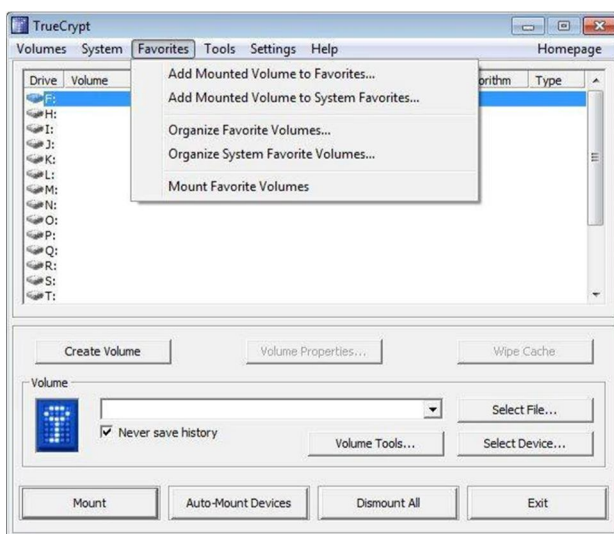 TrueCrypt
Volumes System Favorites Tools Settings Help Homepage
Drive Volume orithm Type
Add Mounted Volume to Favorites...
Add Mounted Volume to System Favorites...
Organize Favorite Volumes...
Organize System Favorite Volumes...
Mount Favorite Volumes
F:
H:
I:
J:
K:
L:
M:
N:
O:
P:
Q:
R:
S:
T:
Create Volume Volume Properties... Wipe Cache
Volume
Select File...
Never save history
Volume Tools... Select Device...
Mount Auto-Mount Devices Dismount All Exit